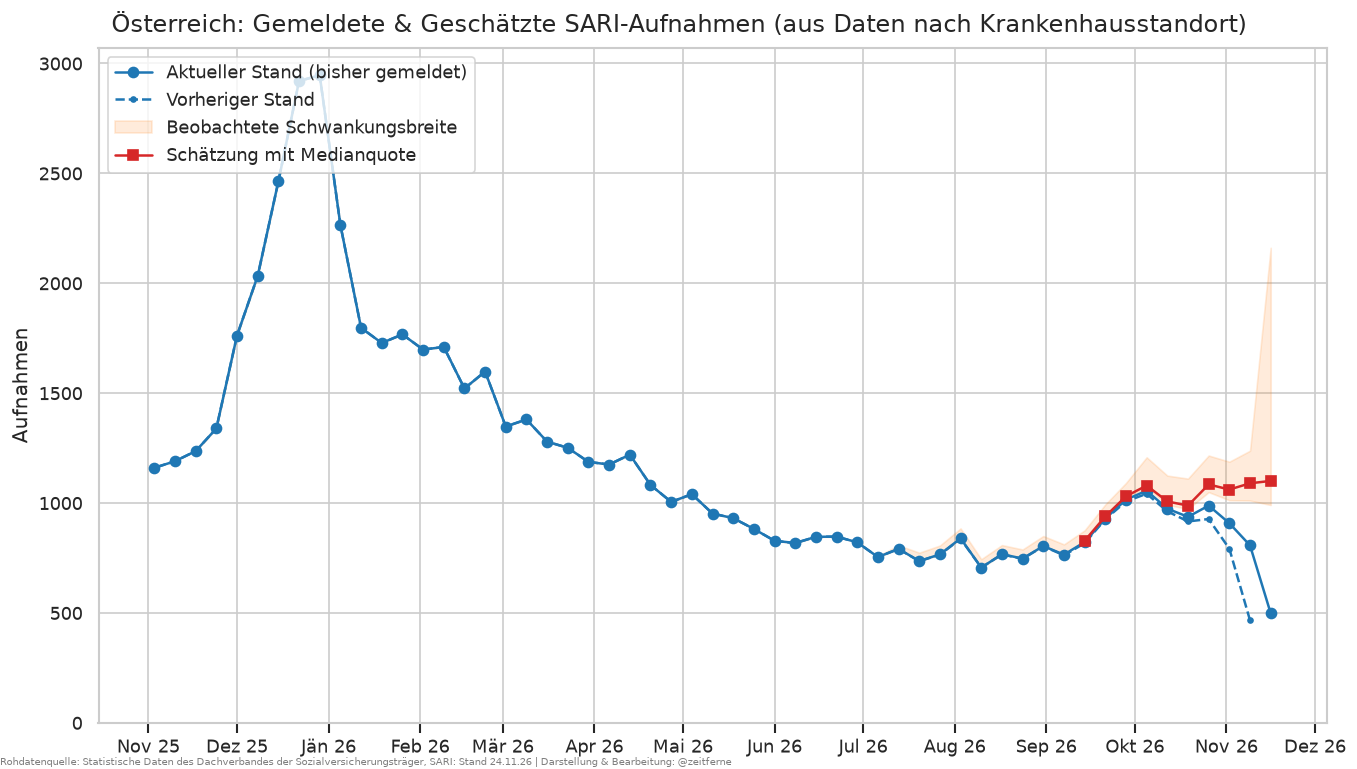 Österreich: Gemeldete & Geschätzte SARI-Aufnahmen (aus Daten nach Krankenhausstandort)
Aktueller Stand (bisher gemeldet)
Vorheriger Stand
Beobachtete Schwankungsbreite
Schätzung mit Medianquote
Aufnahmen
3000
2500
2000
1500
1000
500
0
Nov 25 Dez 25 Jän 26 Feb 26 Mär 26 Apr 26 Mai 26 Jun 26 Jul 26 Aug 26 Sep 26 Okt 26 Nov 26 Dez 26
Rohdatenquelle: Statistische Daten des Dachverbandes der Sozialversicherungsträger, SARI: Stand 24.11.26 | Darstellung & Bearbeitung: @zeitferne